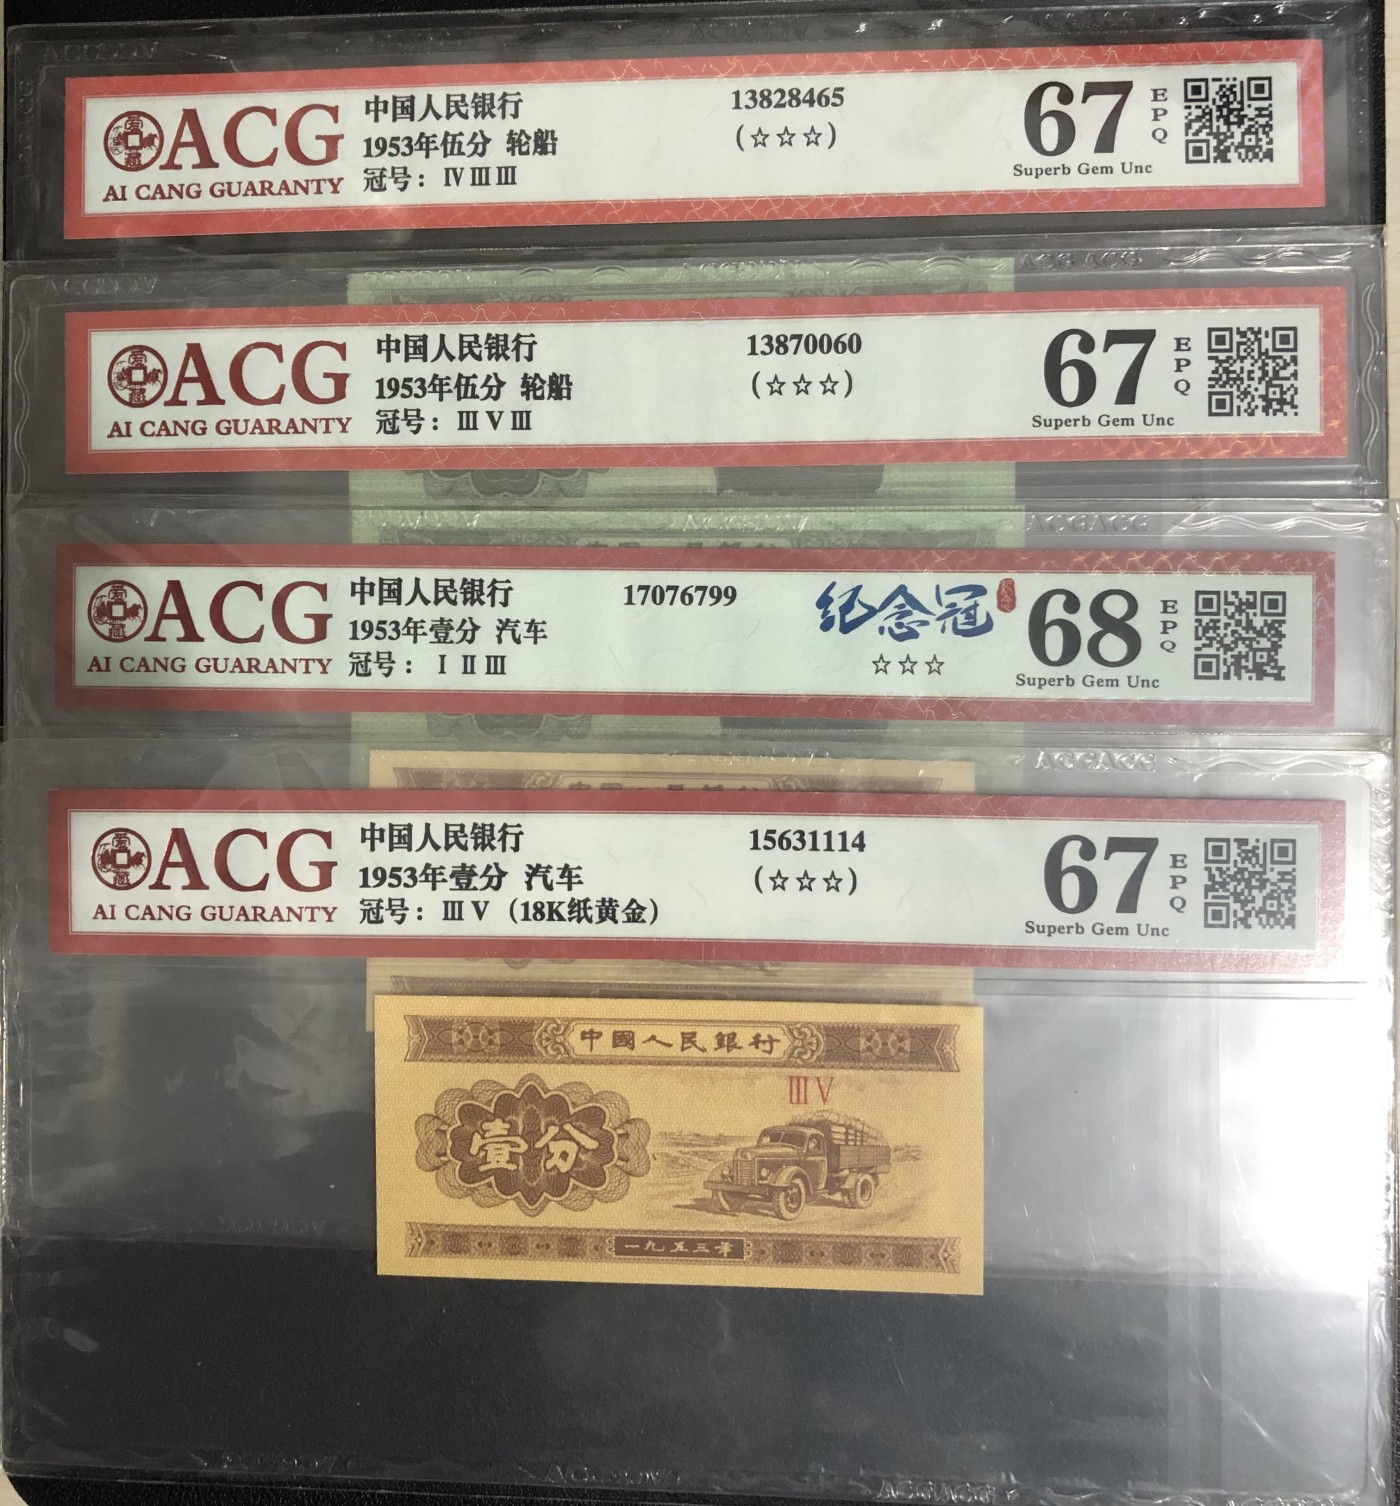 ACG
AI CANG GUARANTY
中国人民银行
1953年伍分 轮船
冠号：ⅣⅢⅢ
13828465
(☆☆☆)
67
EPQ
Superb Gem Unc
ACG
AI CANG GUARANTY
中国人民银行
1953年伍分 轮船
冠号：ⅢⅤⅢ
13870060
(☆☆☆)
67
EPQ
Superb Gem Unc
ACG
AI CANG GUARANTY
中国人民银行
1953年壹分 汽车
冠号：ⅠⅡⅢ
17076799
纪念冠
☆☆☆
68
EPQ
Superb Gem Unc
ACG
AI CANG GUARANTY
中国人民银行
1953年壹分 汽车
冠号：ⅢⅤ（18K纸黄金）
15631114
(☆☆☆)
67
EPQ
Superb Gem Unc
中國人民銀行
ⅢⅤ
壹分
一九五三年